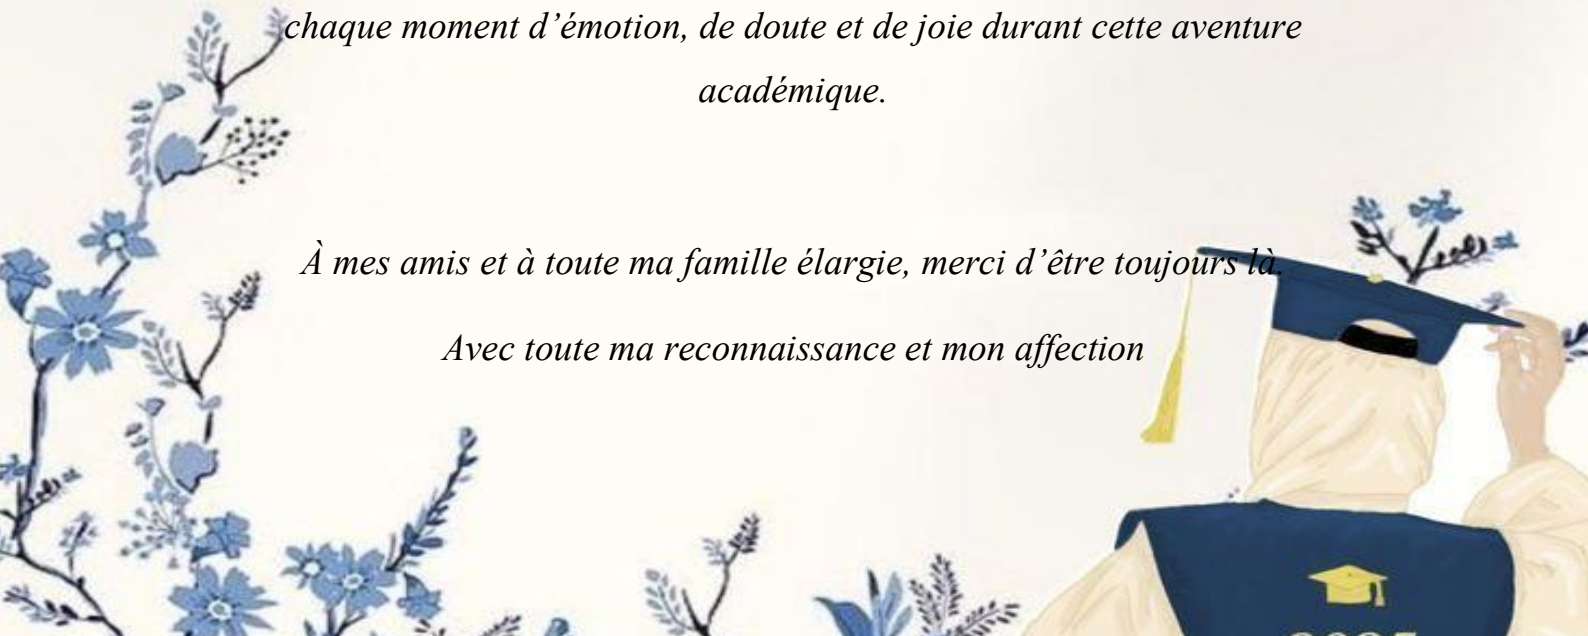 chaque moment d’émotion, de doute et de joie durant cette aventure
académique.
À mes amis et à toute ma famille élargie, merci d’être toujours là.
Avec toute ma reconnaissance et mon affection